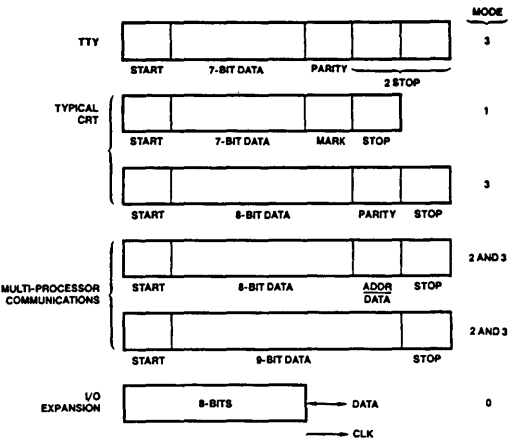 MODE
TTY
3
START 7-BIT DATA PARITY
2 STOP
TYPICAL
CRT
1
START 7-BIT DATA MARK STOP
3
START 8-BIT DATA PARITY STOP
2 AND 3
MULTI-PROCESSOR
COMMUNICATIONS
START 8-BIT DATA ADDR STOP
DATA
2 AND 3
START 9-BIT DATA STOP
I/O
EXPANSION
8-BITS DATA 0
CLK